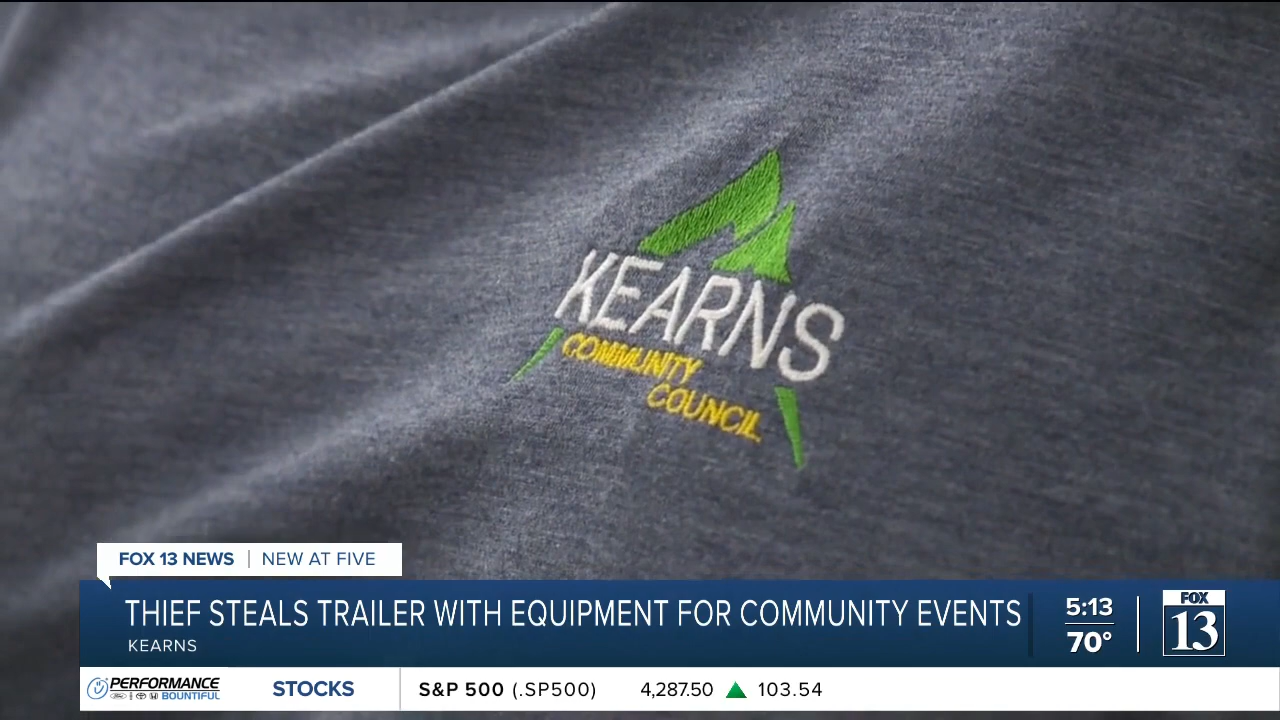 KEARNS
COMMUNITY
COUNCIL
FOX 13 NEWS | NEW AT FIVE
THIEF STEALS TRAILER WITH EQUIPMENT FOR COMMUNITY EVENTS
KEARNS
5:13
70°
FOX
13
PERFORMANCE
BOUNTIFUL
STOCKS
S&P 500 (.SP500) 4,287.50 ▲ 103.54